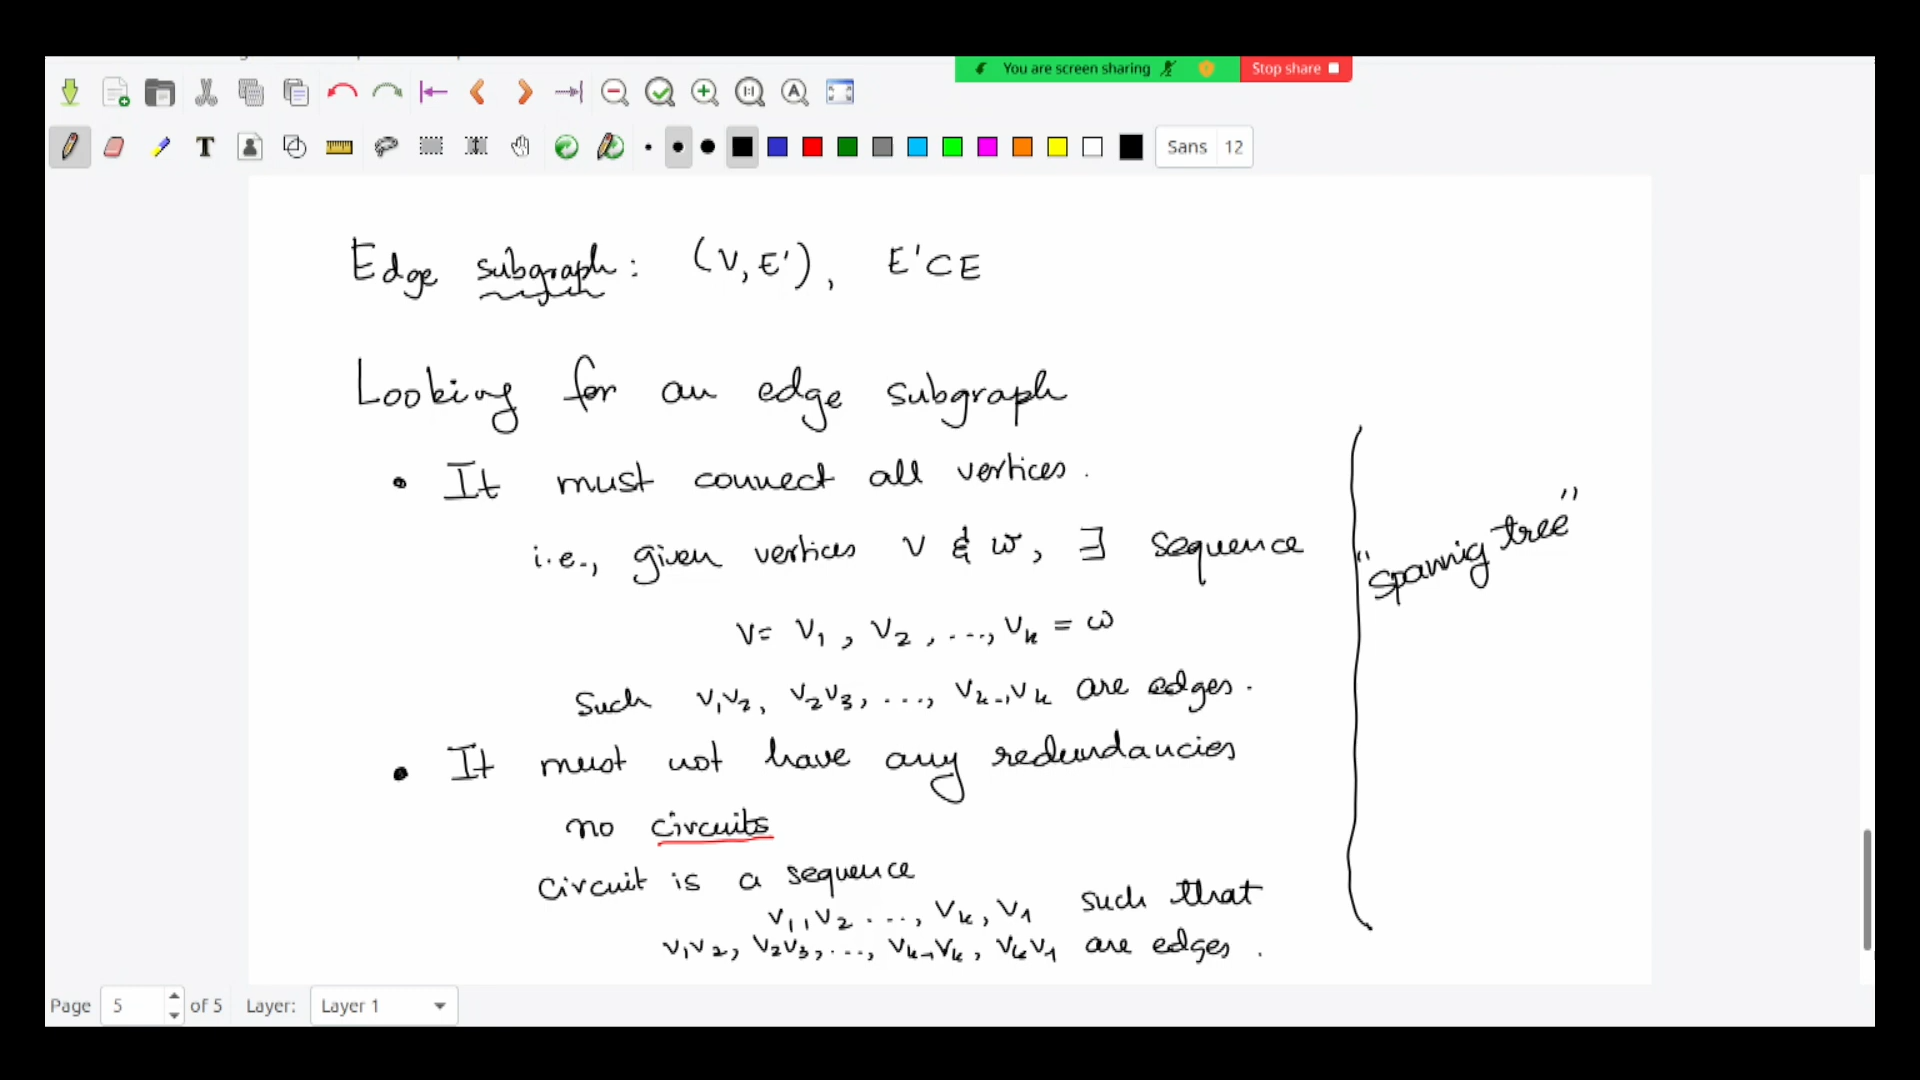 You are screen sharing Stop share
Sans 12
Edge subgraph: (V, E'), E'⊂E
Looking for an edge subgraph
• It must connect all vertices.
i.e., given vertices v & w, ∃ sequence
v= v₁, v₂, ..., vₖ = w
Such v₁v₂, v₂v₃, ..., vₖ₋₁vₖ are edges.
"spannig tree"
• It must not have any redundancies
no circuits
Circuit is a sequence
v₁, v₂ ..., vₖ, v₁ such that
v₁v₂, v₂v₃, ..., vₖ₋₁vₖ, vₖv₁ are edges.
Page 5 of 5 Layer: Layer 1